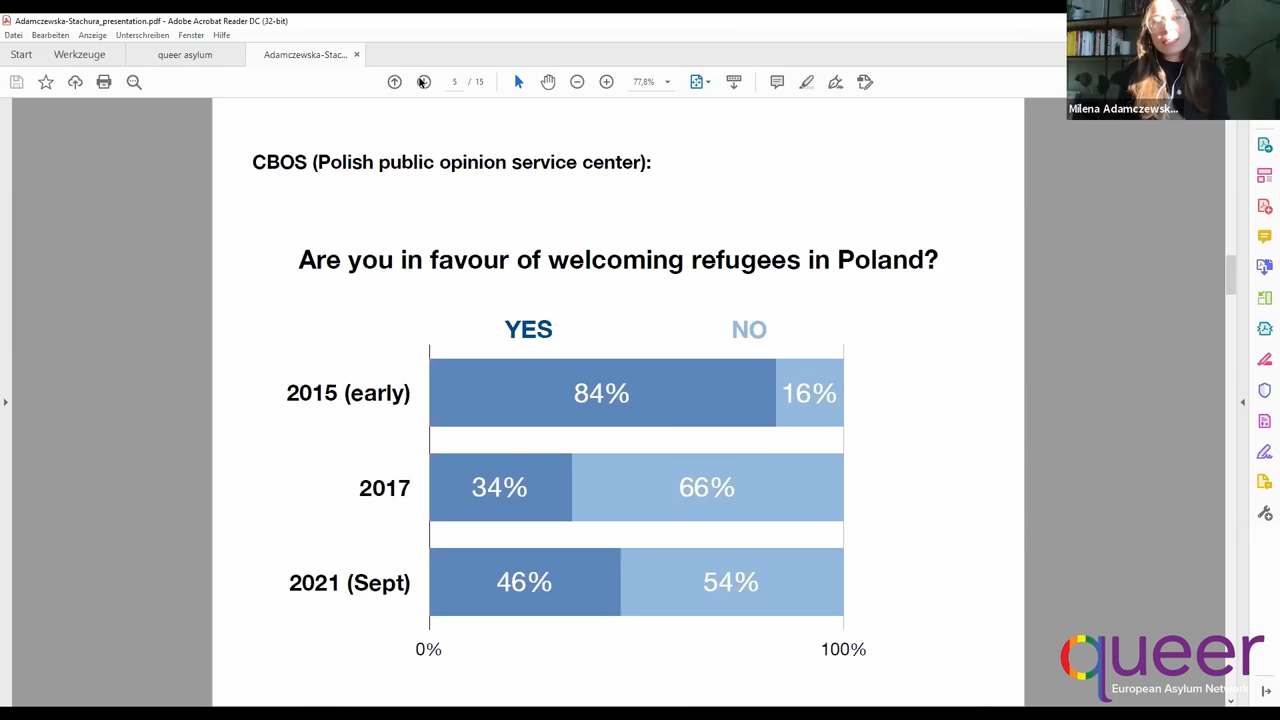 Adamczewska-Stachura_presentation.pdf - Adobe Acrobat Reader DC (32-bit)
Datei Bearbeiten Anzeige Unterschreiben Fenster Hilfe
Start Werkzeuge queer asylum Adamczewska-Stac... ×
5 / 15 77,8%
Milena Adamczewsk...
CBOS (Polish public opinion service center):
Are you in favour of welcoming refugees in Poland?
YES NO
2015 (early) 84% 16%
2017 34% 66%
2021 (Sept) 46% 54%
0% 100%
queer
European Asylum Network